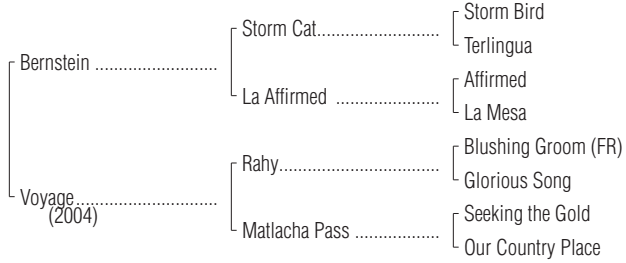 Storm Bird
Storm Cat........................................
Terlingua
Bernstein ..........................
Affirmed
La Affirmed ..........................
La Mesa
Blushing Groom (FR)
Rahy........................................
Glorious Song
Voyage..............................
(2004)
Seeking the Gold
Matlacha Pass .....................
Our Country Place